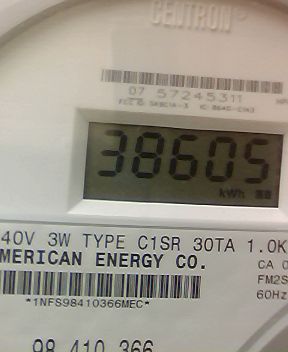 CENTRON®
07 57245311
38605
kWh
40V 3W TYPE C1SR 30TA 1.0K
MERICAN ENERGY CO.
CA 0
FM2S
60Hz
*1NFS98410366MEC*
98 410 366